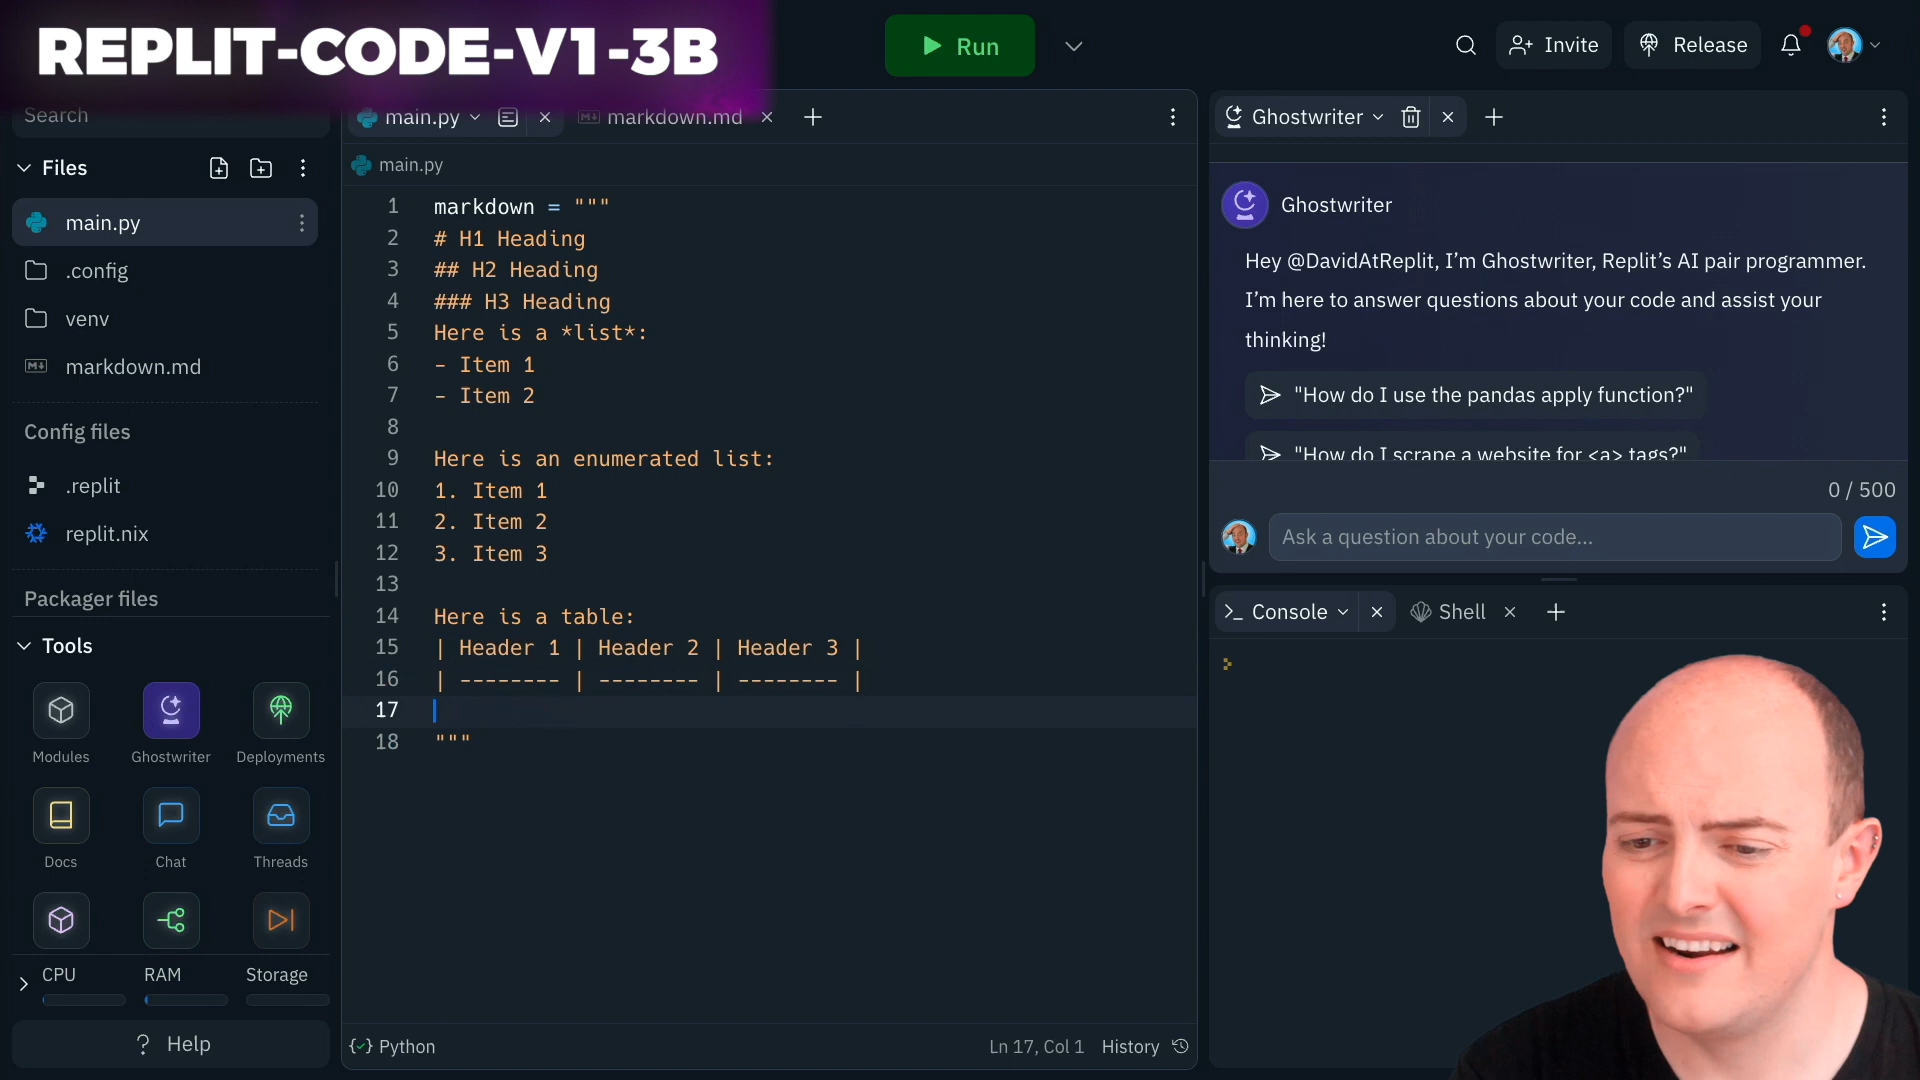 REPLIT-CODE-V1-3B
Run
Invite
Release
Search
Files
main.py
.config
venv
markdown.md
Config files
.replit
replit.nix
Packager files
Tools
Modules
Ghostwriter
Deployments
Docs
Chat
Threads
CPU
RAM
Storage
? Help
main.py
markdown.md
main.py
1 markdown = """
2 # H1 Heading
3 ## H2 Heading
4 ### H3 Heading
5 Here is a *list*:
6 - Item 1
7 - Item 2
8
9 Here is an enumerated list:
10 1. Item 1
11 2. Item 2
12 3. Item 3
13
14 Here is a table:
15 | Header 1 | Header 2 | Header 3 |
16 | -------- | -------- | -------- |
17
18 """
Python
Ln 17, Col 1
History
Ghostwriter
Ghostwriter
Hey @DavidAtReplit, I’m Ghostwriter, Replit’s AI pair programmer.
I’m here to answer questions about your code and assist your
thinking!
"How do I use the pandas apply function?"
"How do I scrape a website for <a> tags?"
0 / 500
Ask a question about your code...
Console
Shell